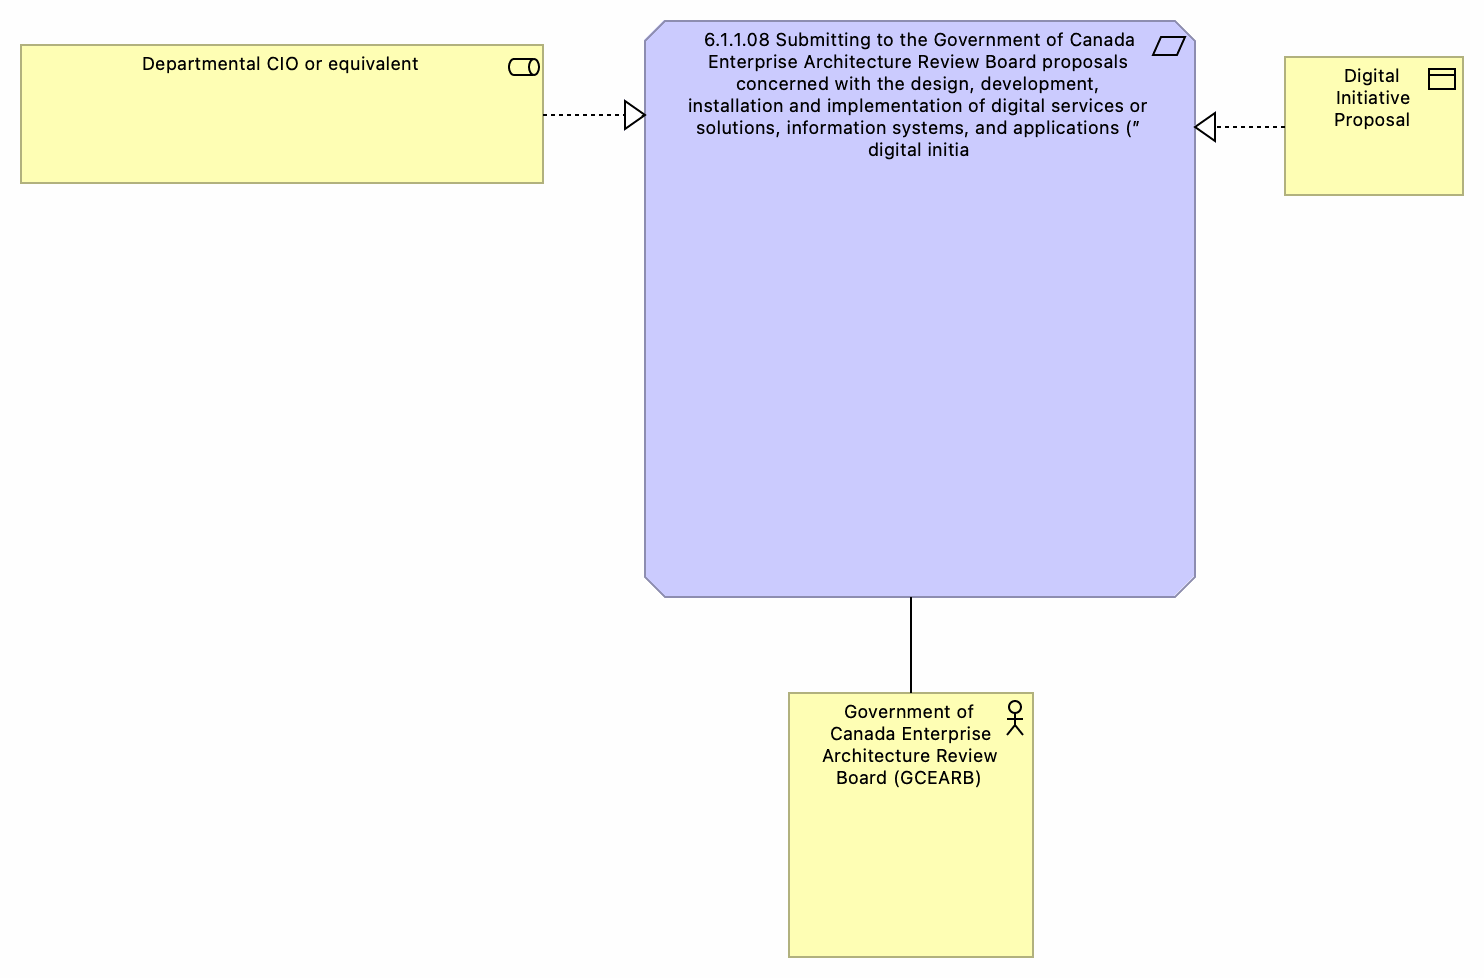 Departmental CIO or equivalent
6.1.1.08 Submitting to the Government of Canada
Enterprise Architecture Review Board proposals
concerned with the design, development,
installation and implementation of digital services or
solutions, information systems, and applications (”
digital initia
Digital
Initiative
Proposal
Government of
Canada Enterprise
Architecture Review
Board (GCEARB)